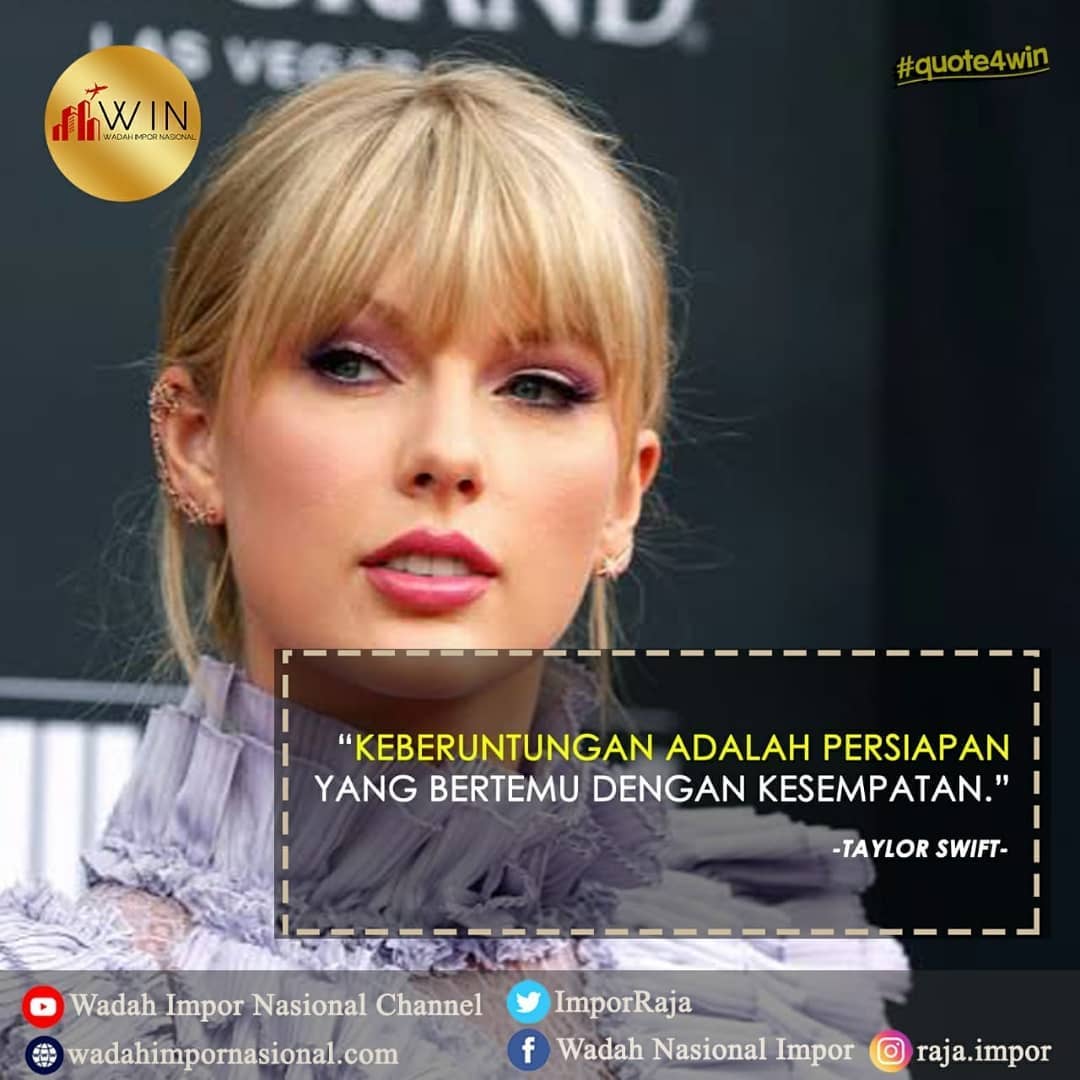 LAS VEGAS
WIN
WADAH IMPOR NASIONAL
#quote4win
“KEBERUNTUNGAN ADALAH PERSIAPAN
YANG BERTEMU DENGAN KESEMPATAN.”
-TAYLOR SWIFT-
Wadah Impor Nasional Channel
ImporRaja
wadahimpornasional.com
Wadah Nasional Impor
raja.impor